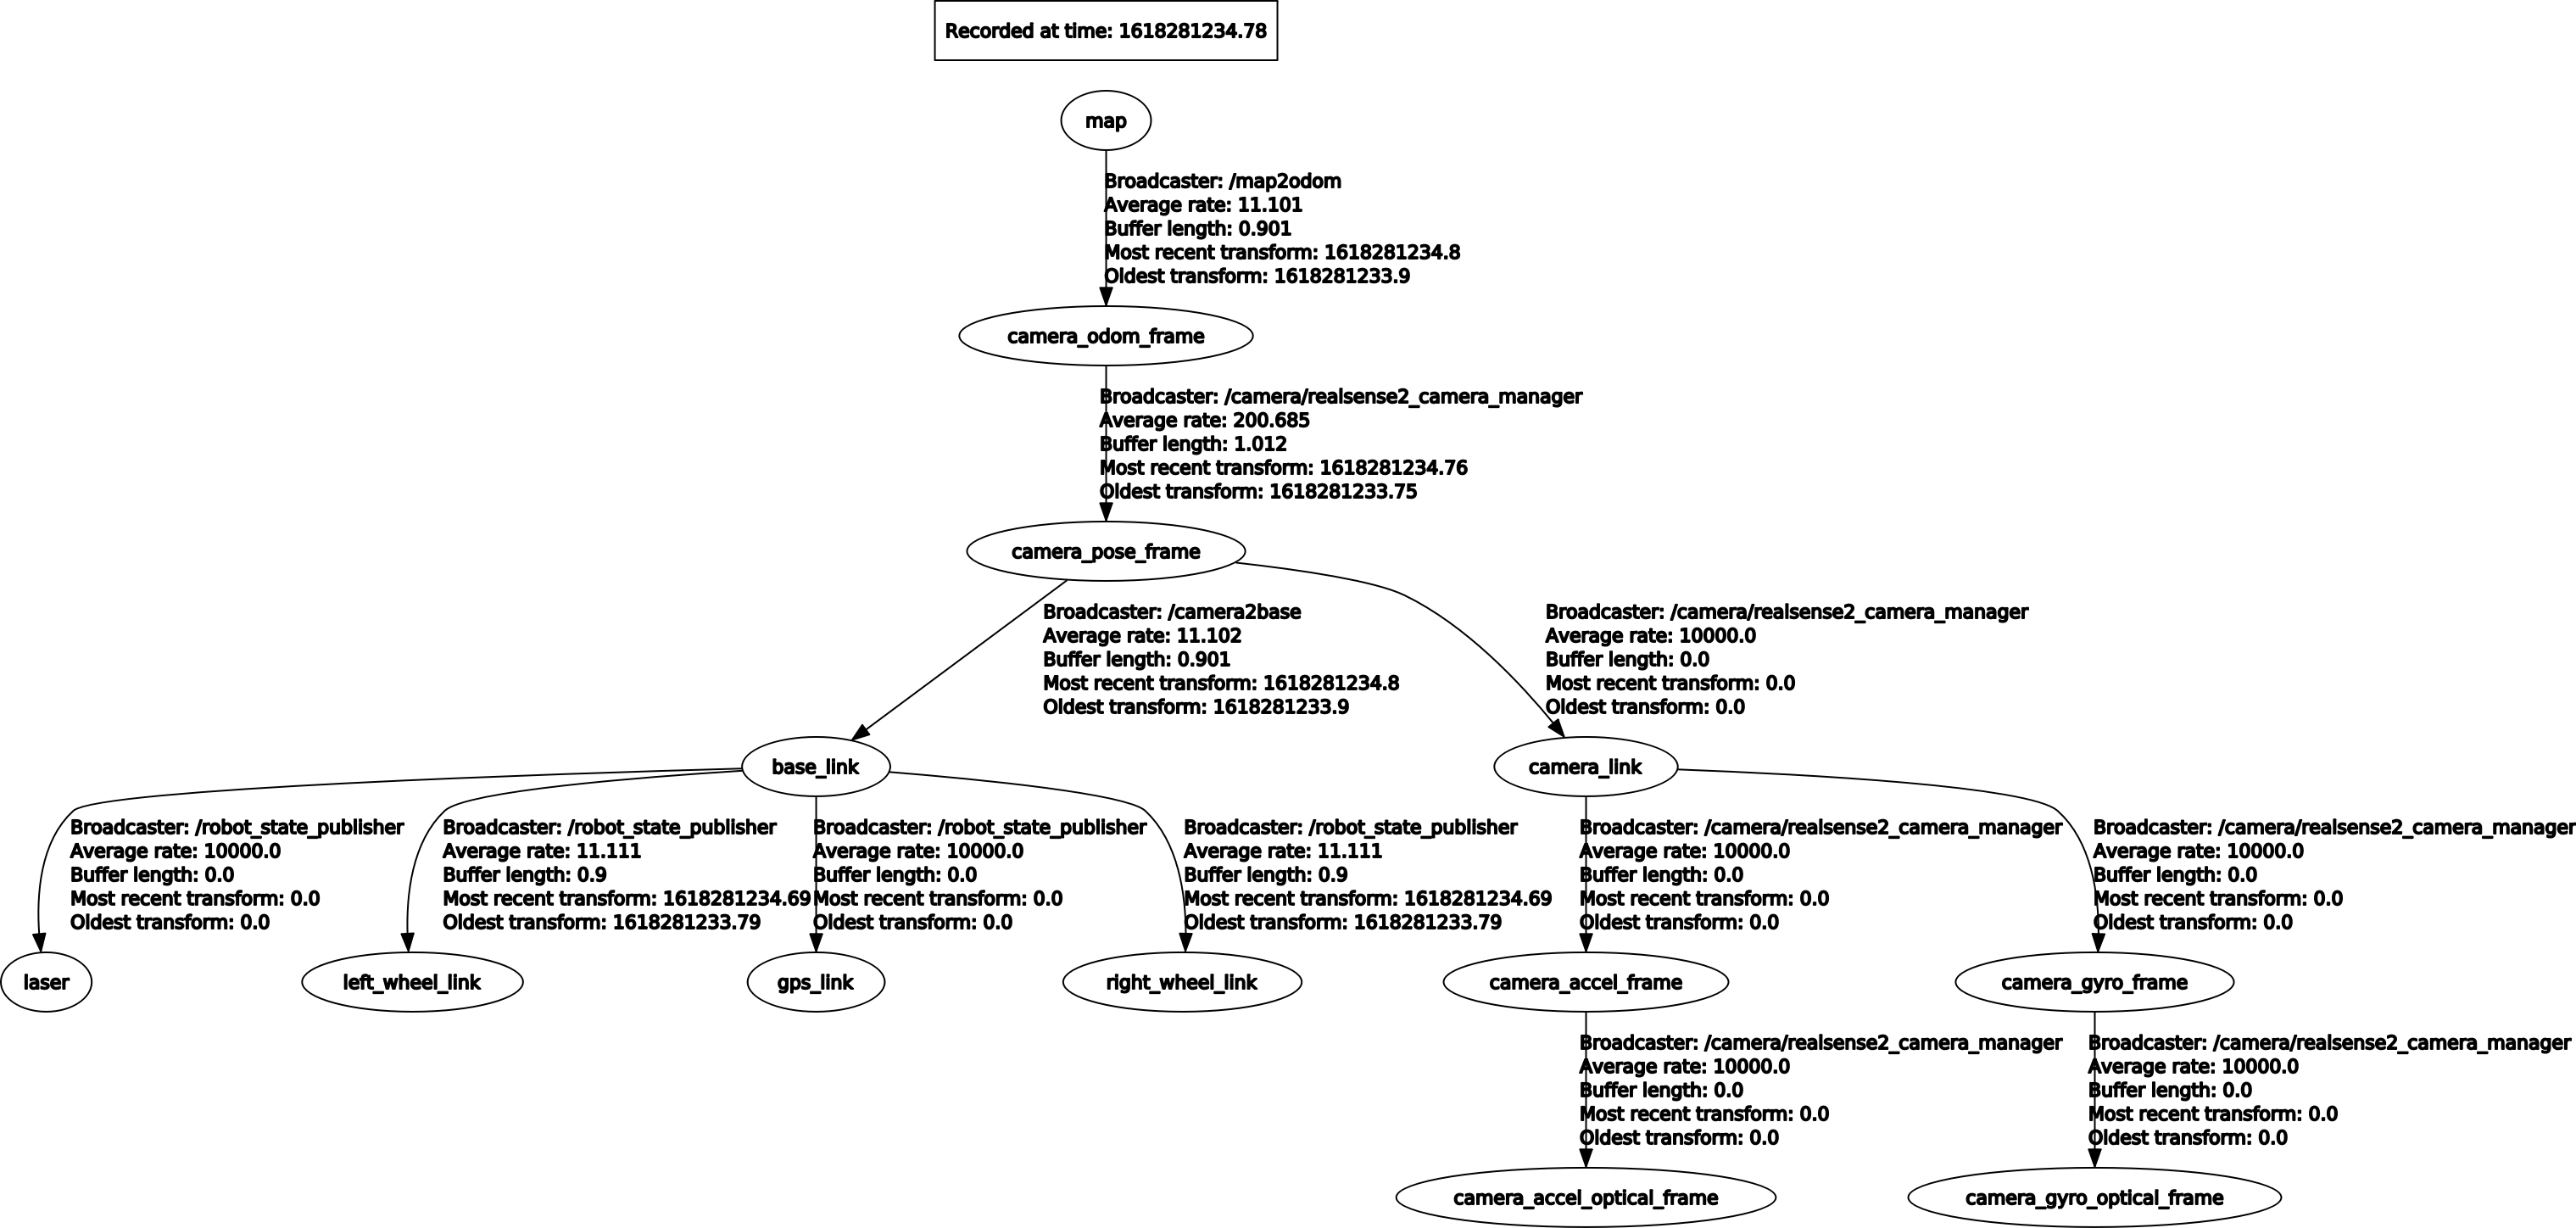 Recorded at time: 1618281234.78
map
Broadcaster: /map2odom
Average rate: 11.101
Buffer length: 0.901
Most recent transform: 1618281234.8
Oldest transform: 1618281233.9
camera_odom_frame
Broadcaster: /camera/realsense2_camera_manager
Average rate: 200.685
Buffer length: 1.012
Most recent transform: 1618281234.76
Oldest transform: 1618281233.75
camera_pose_frame
Broadcaster: /camera2base
Average rate: 11.102
Buffer length: 0.901
Most recent transform: 1618281234.8
Oldest transform: 1618281233.9
Broadcaster: /camera/realsense2_camera_manager
Average rate: 10000.0
Buffer length: 0.0
Most recent transform: 0.0
Oldest transform: 0.0
base_link
camera_link
Broadcaster: /robot_state_publisher
Average rate: 10000.0
Buffer length: 0.0
Most recent transform: 0.0
Oldest transform: 0.0
Broadcaster: /robot_state_publisher
Average rate: 11.111
Buffer length: 0.9
Most recent transform: 1618281234.69
Oldest transform: 1618281233.79
Broadcaster: /robot_state_publisher
Average rate: 10000.0
Buffer length: 0.0
Most recent transform: 0.0
Oldest transform: 0.0
Broadcaster: /robot_state_publisher
Average rate: 11.111
Buffer length: 0.9
Most recent transform: 1618281234.69
Oldest transform: 1618281233.79
Broadcaster: /camera/realsense2_camera_manager
Average rate: 10000.0
Buffer length: 0.0
Most recent transform: 0.0
Oldest transform: 0.0
Broadcaster: /camera/realsense2_camera_manager
Average rate: 10000.0
Buffer length: 0.0
Most recent transform: 0.0
Oldest transform: 0.0
laser
left_wheel_link
gps_link
right_wheel_link
camera_accel_frame
camera_gyro_frame
Broadcaster: /camera/realsense2_camera_manager
Average rate: 10000.0
Buffer length: 0.0
Most recent transform: 0.0
Oldest transform: 0.0
Broadcaster: /camera/realsense2_camera_manager
Average rate: 10000.0
Buffer length: 0.0
Most recent transform: 0.0
Oldest transform: 0.0
camera_accel_optical_frame
camera_gyro_optical_frame